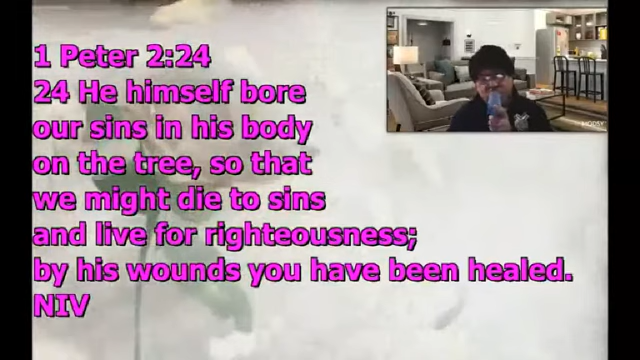 1 Peter 2:24
24 He himself bore
our sins in his body
on the tree, so that
we might die to sins
and live for righteousness;
by his wounds you have been healed.
NIV